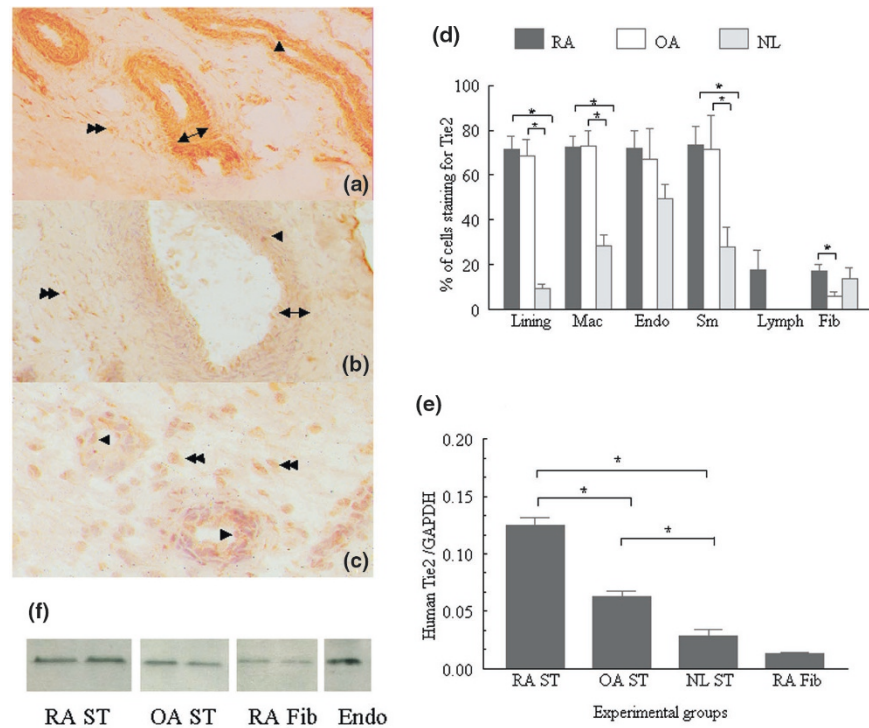 (a)
(b)
(c)
(d)
RA OA NL
% of cells staining for Tie2
100
80
60
40
20
0
* * * *
* * * *
Lining Mac Endo Sm Lymph Fib
(e)
Human Tie2 /GAPDH
0.20
0.15
0.10
0.05
0.00
*
*
*
RA ST OA ST NL ST RA Fib
Experimental groups
(f)
RA ST OA ST RA Fib Endo